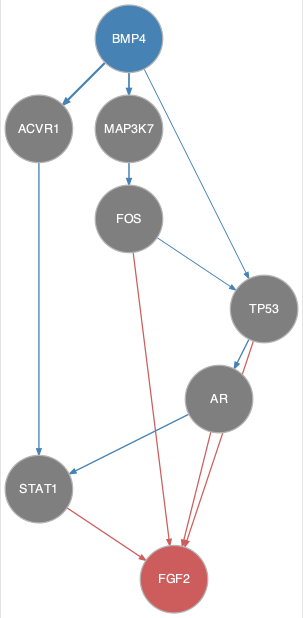 BMP4
ACVR1
MAP3K7
FOS
TP53
AR
STAT1
FGF2